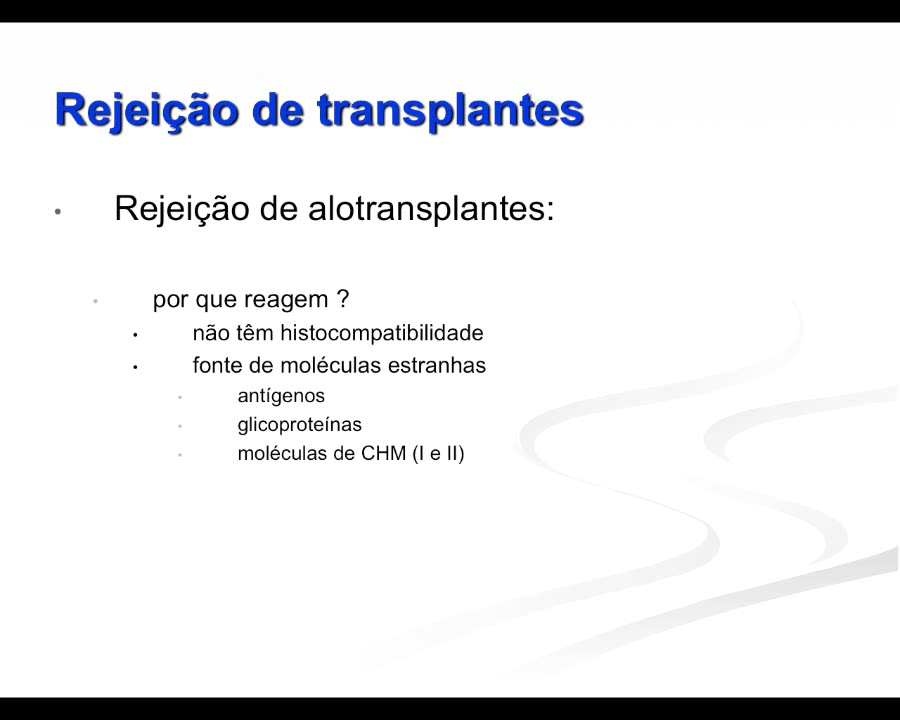 Rejeição de transplantes
• Rejeição de alotransplantes:
• por que reagem ?
• não têm histocompatibilidade
• fonte de moléculas estranhas
• antígenos
• glicoproteínas
• moléculas de CHM (I e II)